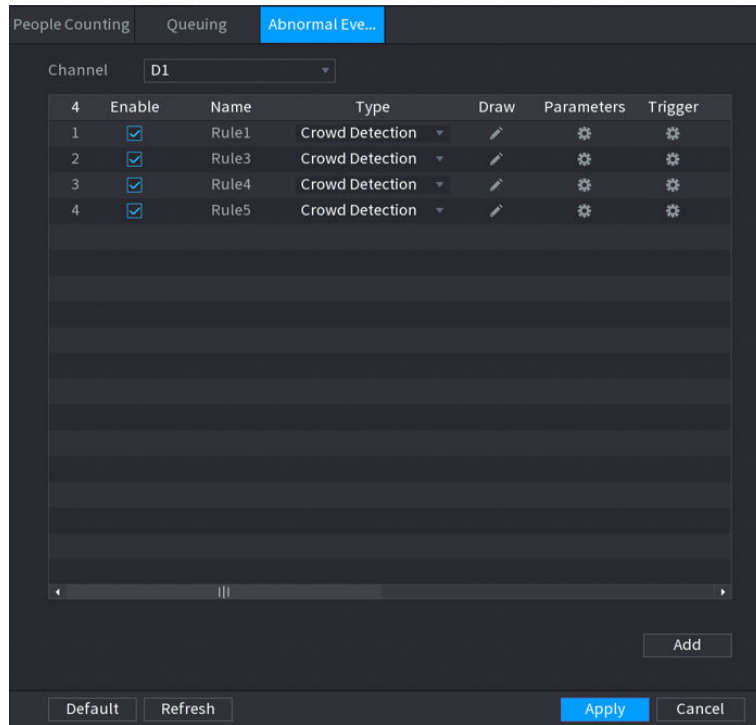 People Counting Queuing Abnormal Eve...
Channel D1
4 Enable Name Type Draw Parameters Trigger
1 Rule1 Crowd Detection
2 Rule3 Crowd Detection
3 Rule4 Crowd Detection
4 Rule5 Crowd Detection
Add
Default Refresh Apply Cancel